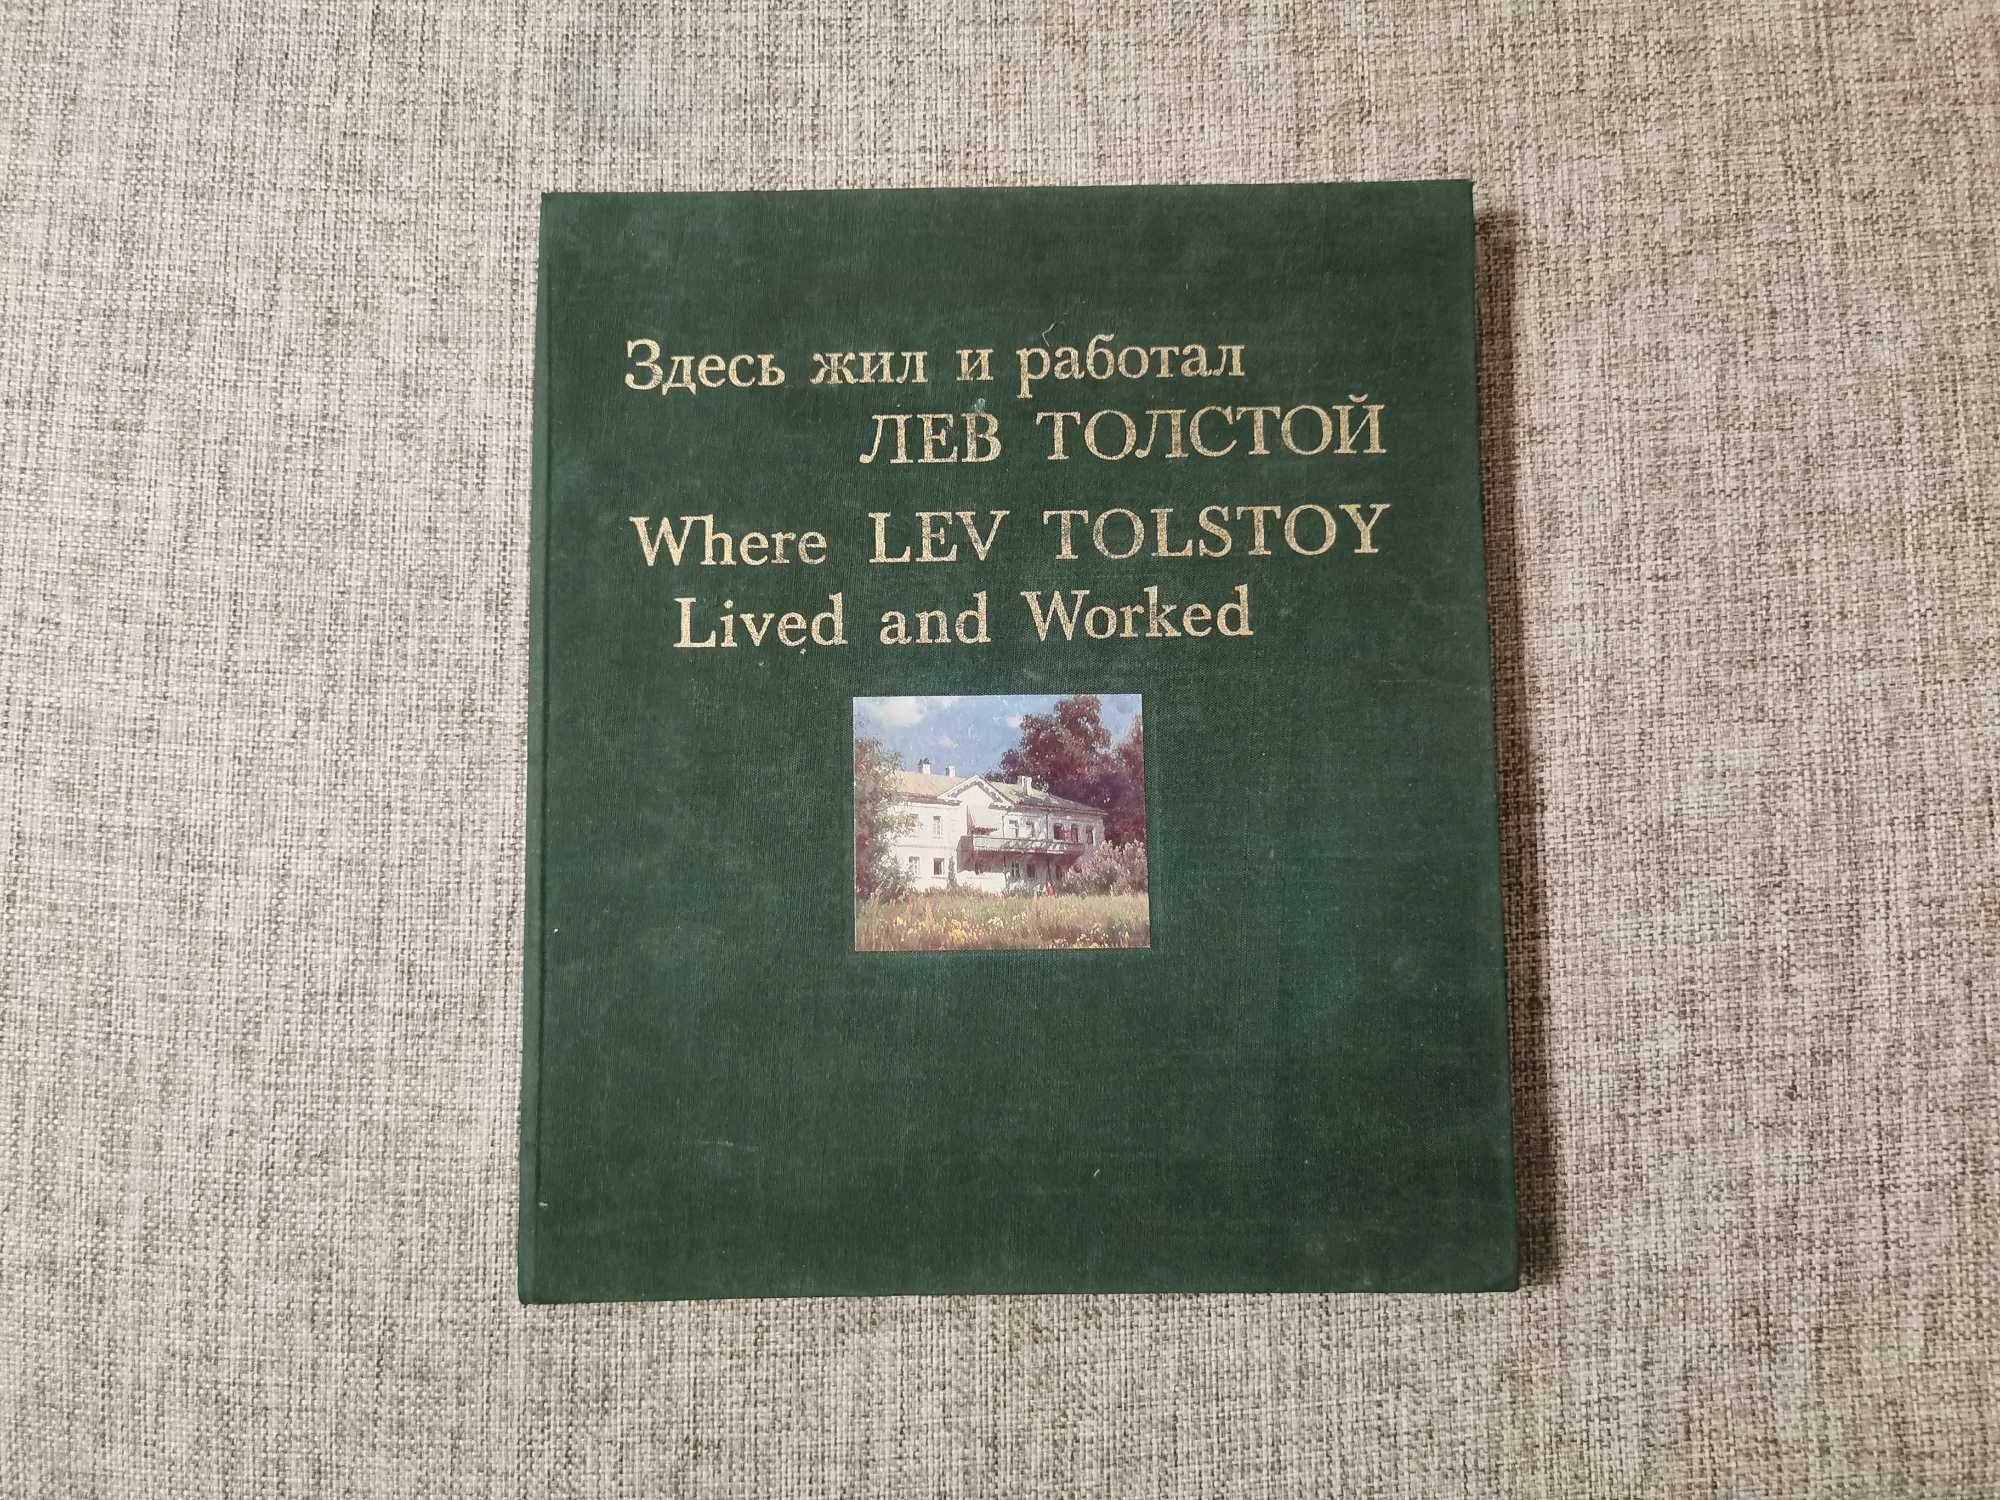 Здесь жил и работал
ЛЕВ ТОЛСТОЙ
Where LEV TOLSTOY
Lived and Worked